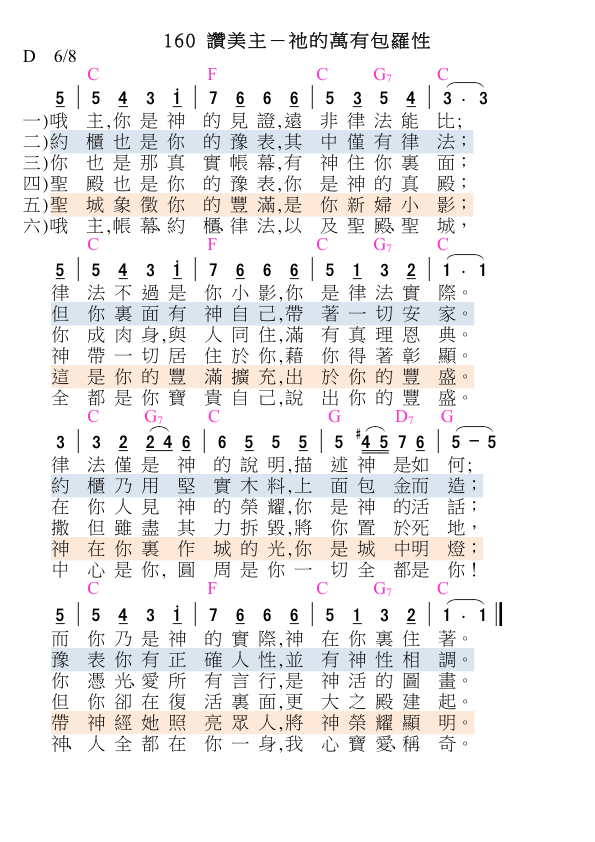 160 讚美主－祂的萬有包羅性
D 6/8
C F C G7 C
5 | 5 4 3 i | 7 6 6 6 | 5 3 5 4 | 3 . 3
一)哦 主,你 是 神 的 見 證,遠 非 律 法 能 比;
二)約 櫃 也 是 你 的 豫 表,其 中 僅 有 律 法;
三)你 也 是 那 真 實 帳 幕,有 神 住 你 裏 面;
四)聖 殿 也 是 你 的 豫 表,你 是 神 的 真 殿;
五)聖 城 象 徵 你 的 豐 滿,是 你 新 婦 小 影;
六)哦 主,帳 幕、約 櫃、律 法,以 及 聖 殿、聖 城，
C F C G7 C
5 | 5 4 3 i | 7 6 6 6 | 5 1 3 2 | 1 . 1
律 法 不 過 是 你 小 影,你 是 律 法 實 際。
但 你 裏 面 有 神 自 己,帶 著 一 切 安 家。
你 成 肉 身,與 人 同 住,滿 有 真 理 恩 典。
神 帶 一 切 居 住 於 你,藉 你 得 著 彰 顯。
這 是 你 的 豐 滿 擴 充,出 於 你 的 豐 盛。
全 都 是 你 寶 貴 自 己,說 出 你 的 豐 盛。
C G7 C G D7 G
3 | 3 2 2 4 6 | 6 5 5 5 | 5 #4 5 7 6 | 5 － 5
律 法 僅 是 神 的 說 明,描 述 神 是如 何;
約 櫃 乃 用 堅 實 木 料,上 面 包 金而 造;
在 你 人 見 神 的 榮 耀,你 是 神 的活 話;
撒 但 雖 盡 其 力 拆 毀,將 你 置 於死 地，
神 在 你 裏 作 城 的 光,你 是 城 中明 燈;
中 心 是 你, 圓 周 是 你 一 切 全 都是 你!
C F C G7 C
5 | 5 4 3 i | 7 6 6 6 | 5 1 3 2 | 1 . 1
而 你 乃 是 神 的 實 際,神 在 你 裏 住 著。
豫 表 你 有 正 確 人 性,並 有 神 性 相 調。
你 憑 光、愛 所 有 言 行,是 神 活 的 圖 畫。
但 你 卻 在 復 活 裏 面,更 大 之 殿 建 起。
帶 神 經 她 照 亮 眾 人,將 神 榮 耀 顯 明。
神、人 全 都 在 你 一 身,我 心 寶 愛、稱 奇。